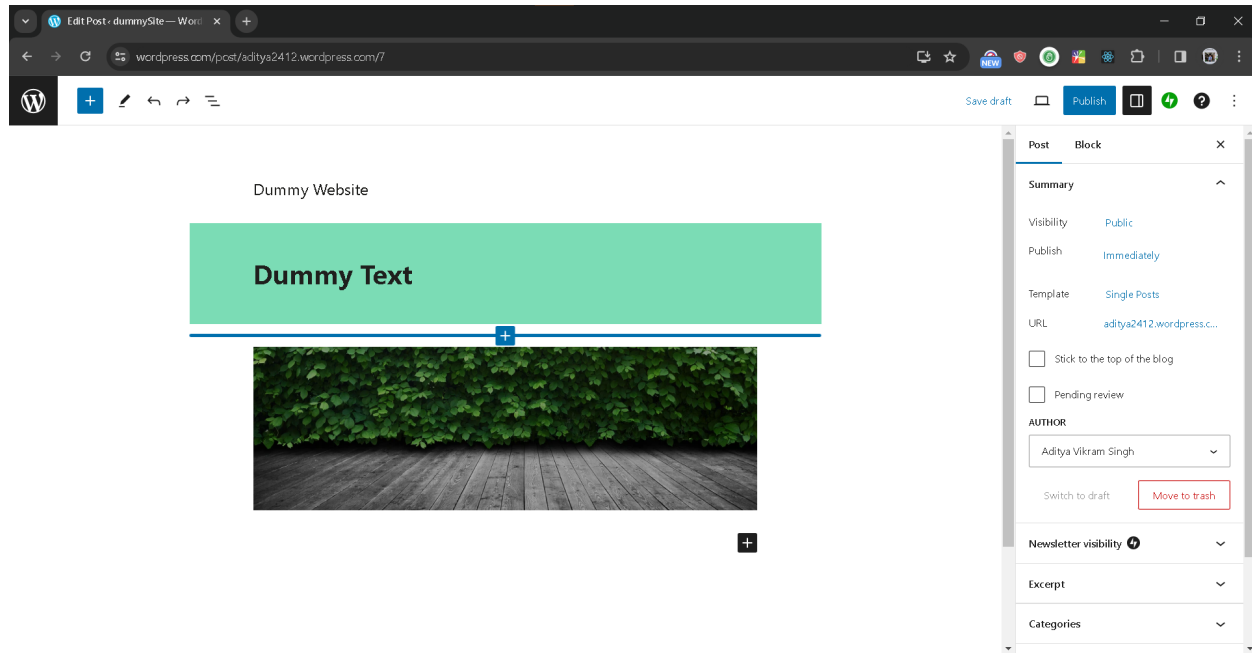 Edit Post ‹ dummySite — Word
wordpress.com/post/aditya2412.wordpress.com/7
NEW
Save draft
Publish
Post Block
Summary
Dummy Website
Visibility Public
Publish Immediately
Dummy Text
Template Single Posts
URL aditya2412.wordpress.c...
Stick to the top of the blog
Pending review
AUTHOR
Aditya Vikram Singh
Switch to draft Move to trash
Newsletter visibility
Excerpt
Categories